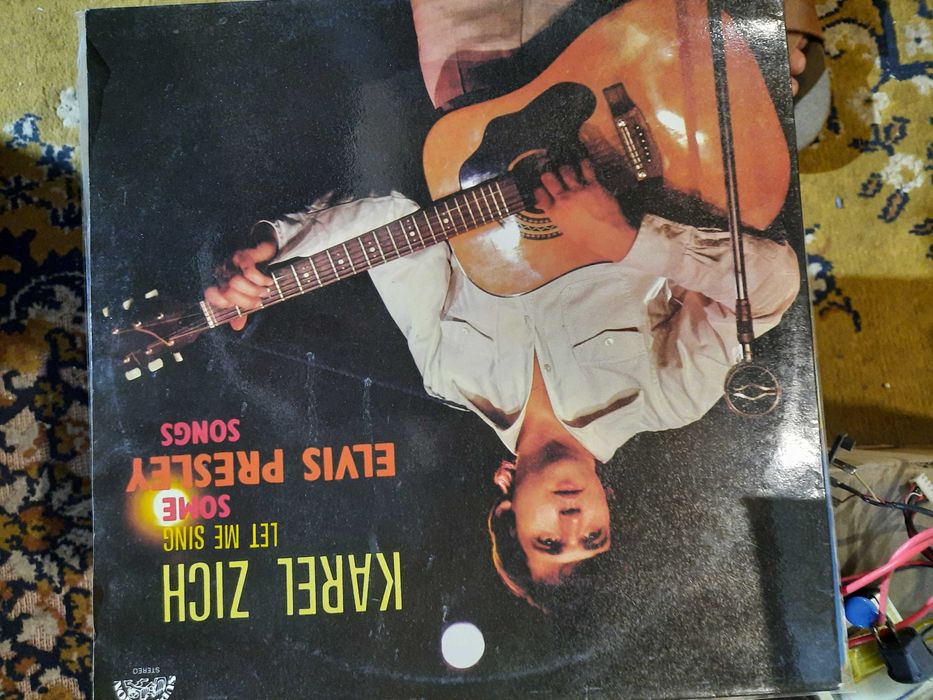 STEREO
KAREL ZICH
LET ME SING
SOME
ELVIS PRESLEY
SONGS